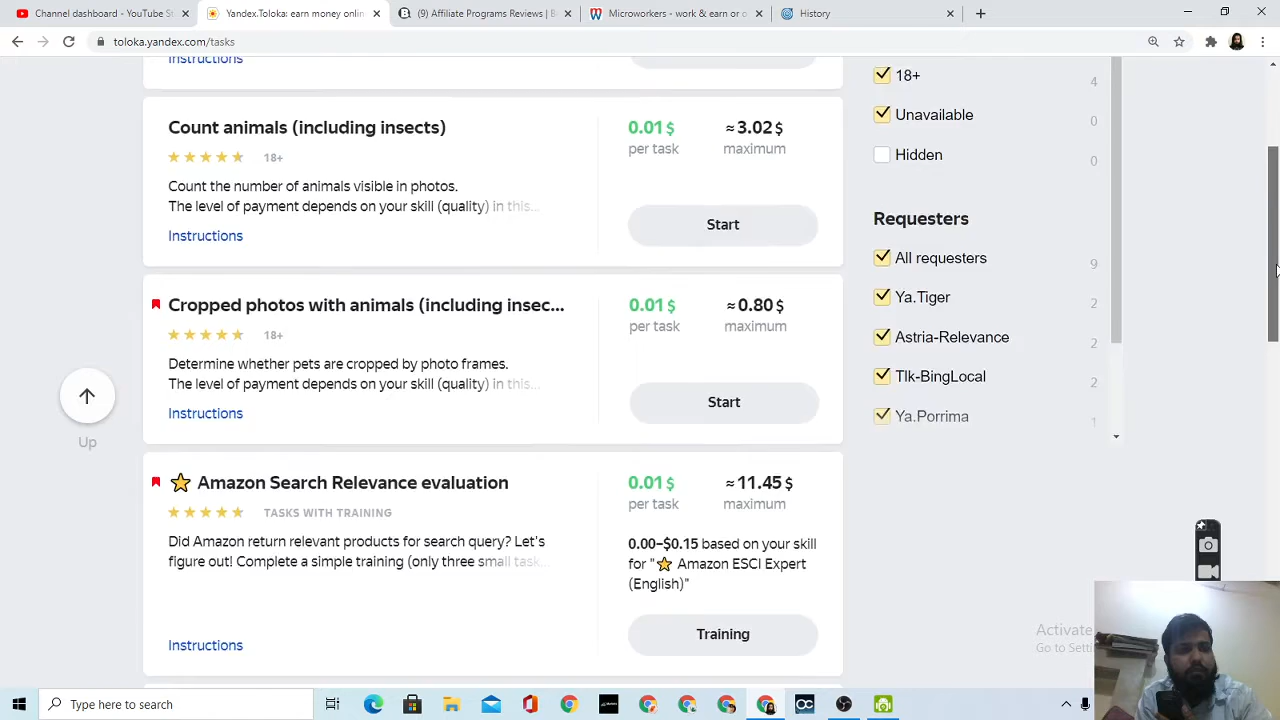 Channel dashboard - YouTube St
Yandex.Toloka: earn money onlin
(9) Affiliate Programs Reviews | B
Microworkers - work & earn or o
History
toloka.yandex.com/tasks
Instructions
18+
4
Unavailable
0
Hidden
0
Count animals (including insects)
0.01 $
≈ 3.02 $
per task
maximum
18+
Count the number of animals visible in photos.
The level of payment depends on your skill (quality) in this...
Start
Instructions
Requesters
All requesters
9
Ya.Tiger
2
Astria-Relevance
2
Tlk-BingLocal
2
Ya.Porrima
1
Cropped photos with animals (including insec...
0.01 $
≈ 0.80 $
per task
maximum
18+
Determine whether pets are cropped by photo frames.
The level of payment depends on your skill (quality) in this...
Start
Instructions
Up
Amazon Search Relevance evaluation
0.01 $
≈ 11.45 $
per task
maximum
TASKS WITH TRAINING
Did Amazon return relevant products for search query? Let's
figure out! Complete a simple training (only three small task...
0.00–$0.15 based on your skill
for "⭐ Amazon ESCI Expert
(English)"
Training
Instructions
Activate
Go to Setti
Type here to search